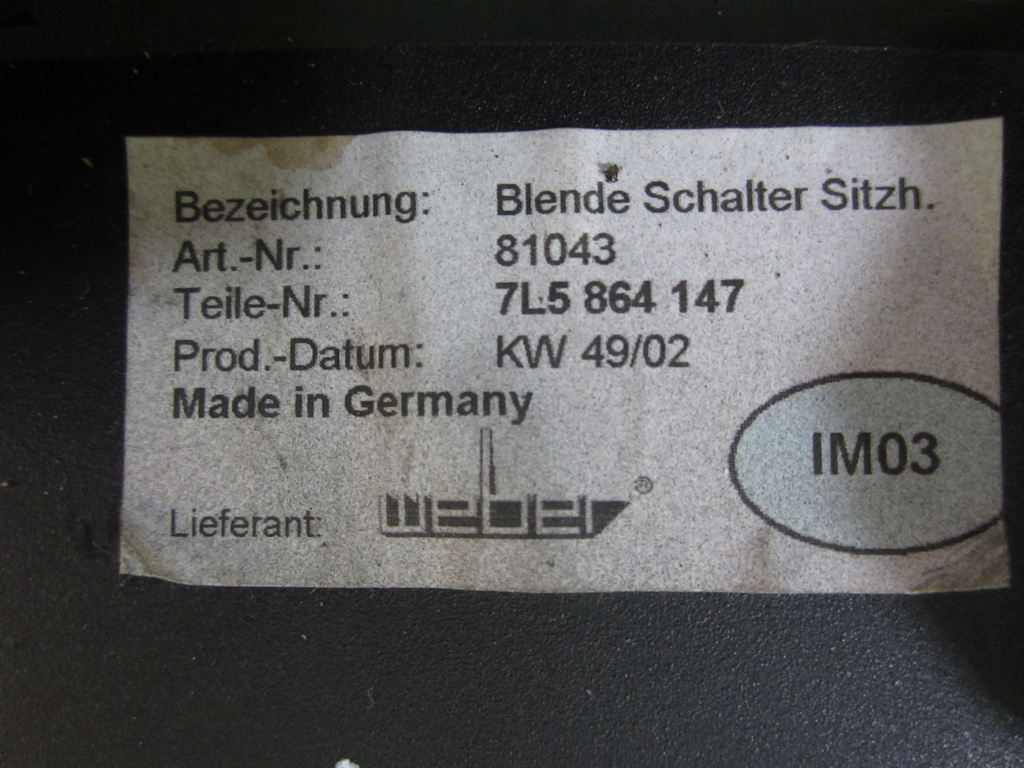 Bezeichnung: Blende Schalter Sitzh.
Art.-Nr.: 81043
Teile-Nr.: 7L5 864 147
Prod.-Datum: KW 49/02
Made in Germany
IM03
Lieferant: weber ®